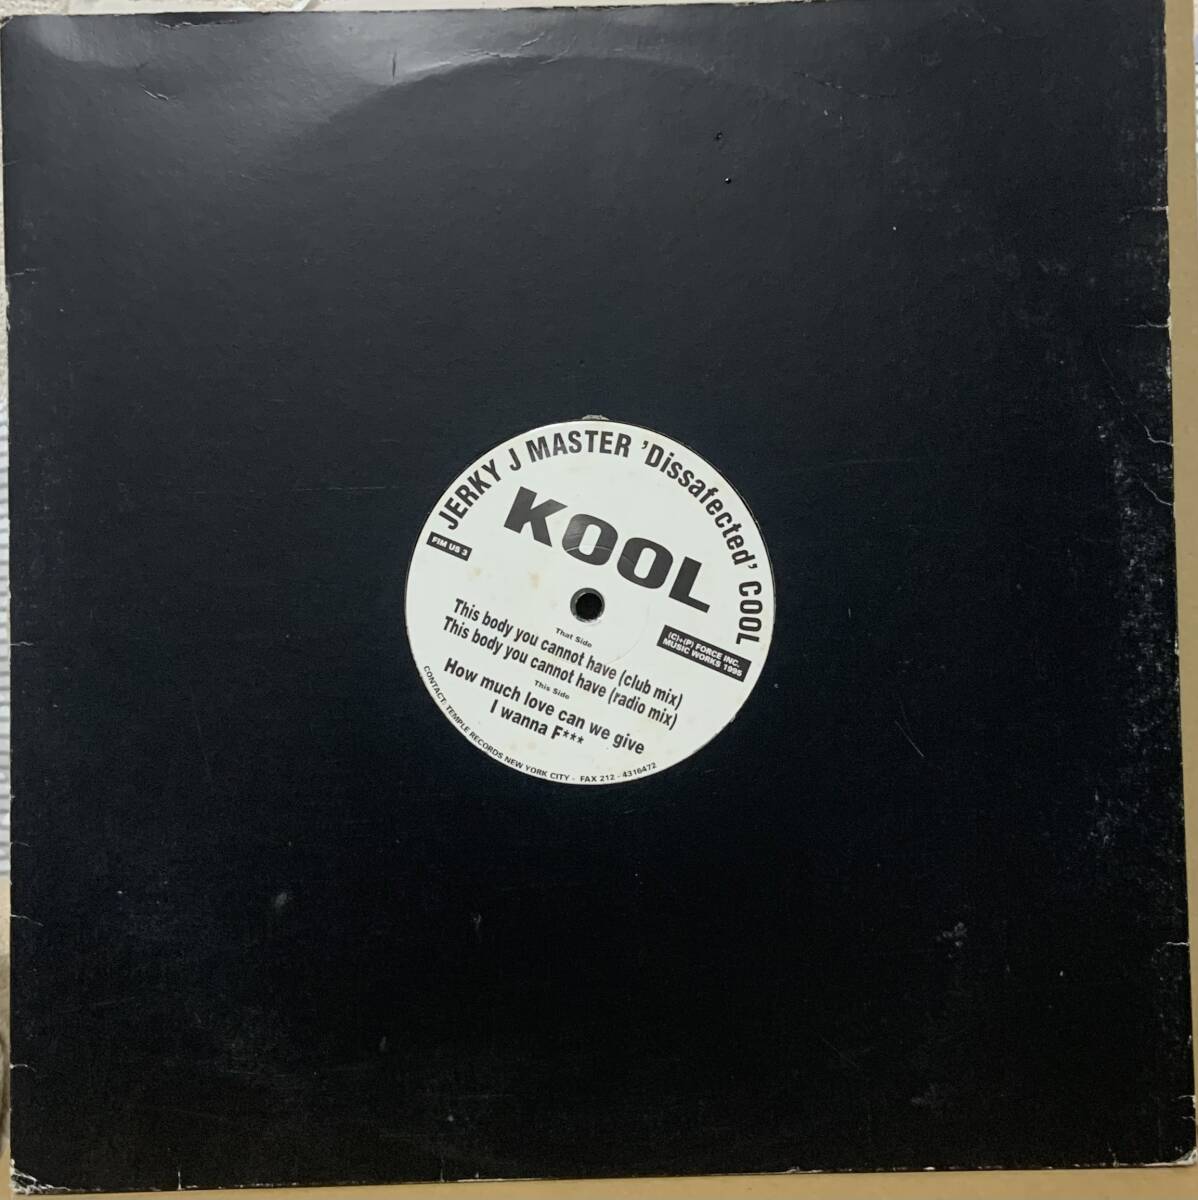 JERKY J MASTER 'Dissafected' COOL
KOOL
FIM US 3
(C)+(P) FORCE INC.
MUSIC WORKS 1995
That Side
This body you cannot have (club mix)
This body you cannot have (radio mix)
This Side
How much love can we give
I wanna F***
CONTACT: TEMPLE RECORDS NEW YORK CITY - FAX 212 - 4316472